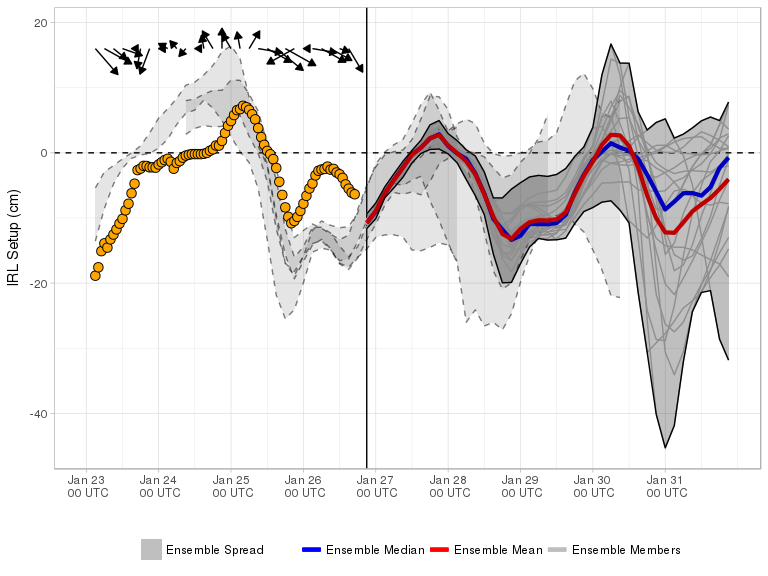 IRL Setup (cm)
20
0
-20
-40
Jan 23 Jan 24 Jan 25 Jan 26 Jan 27 Jan 28 Jan 29 Jan 30 Jan 31
00 UTC 00 UTC 00 UTC 00 UTC 00 UTC 00 UTC 00 UTC 00 UTC 00 UTC
Ensemble Spread Ensemble Median Ensemble Mean Ensemble Members